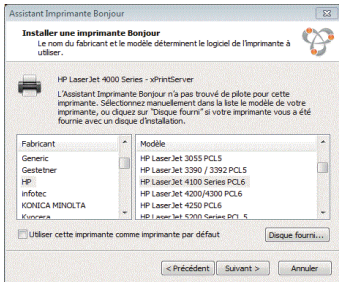 Assistant Imprimante Bonjour
Installer une imprimante Bonjour
Le nom du fabricant et le modèle déterminent le logiciel de l'imprimante à
utiliser.
HP LaserJet 4000 Series - xPrintServer
L'Assistant Imprimante Bonjour n'a pas trouvé de pilote pour cette
imprimante. Sélectionnez manuellement dans la liste le modèle de votre
imprimante, ou cliquez sur "Disque fourni" si votre imprimante vous a été
fournie avec un disque d'installation.
Fabricant
Modèle
Generic
HP LaserJet 3055 PCL5
Gestetner
HP LaserJet 3390 / 3392 PCL5
HP
HP LaserJet 4100 Series PCL6
infotec
HP LaserJet 4200/4300 PCL6
KONICA MINOLTA
HP LaserJet 4250 PCL6
Kyocera
HP LaserJet 5200 Series PCL 5
Utiliser cette imprimante comme imprimante par défaut
Disque fourni...
< Précédent
Suivant >
Annuler